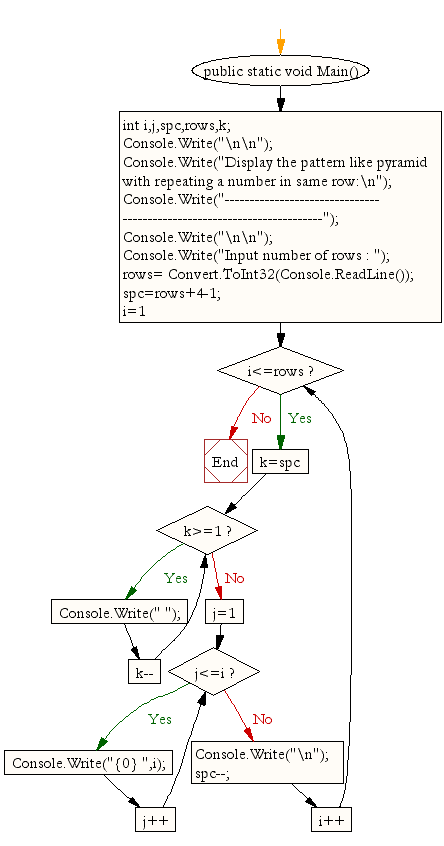 public static void Main()
int i,j,spc,rows,k;
Console.Write("\n\n");
Console.Write("Display the pattern like pyramid
with repeating a number in same row:\n");
Console.Write("-------------------------------
----------------------------------------");
Console.Write("\n\n");
Console.Write("Input number of rows : ");
rows= Convert.ToInt32(Console.ReadLine());
spc=rows+4-1;
i=1
i<=rows ?
No
Yes
End
k=spc
k>=1 ?
Yes
No
Console.Write(" ");
j=1
k--
j<=i ?
Yes
No
Console.Write("{0} ",i);
Console.Write("\n");
spc--;
j++
i++